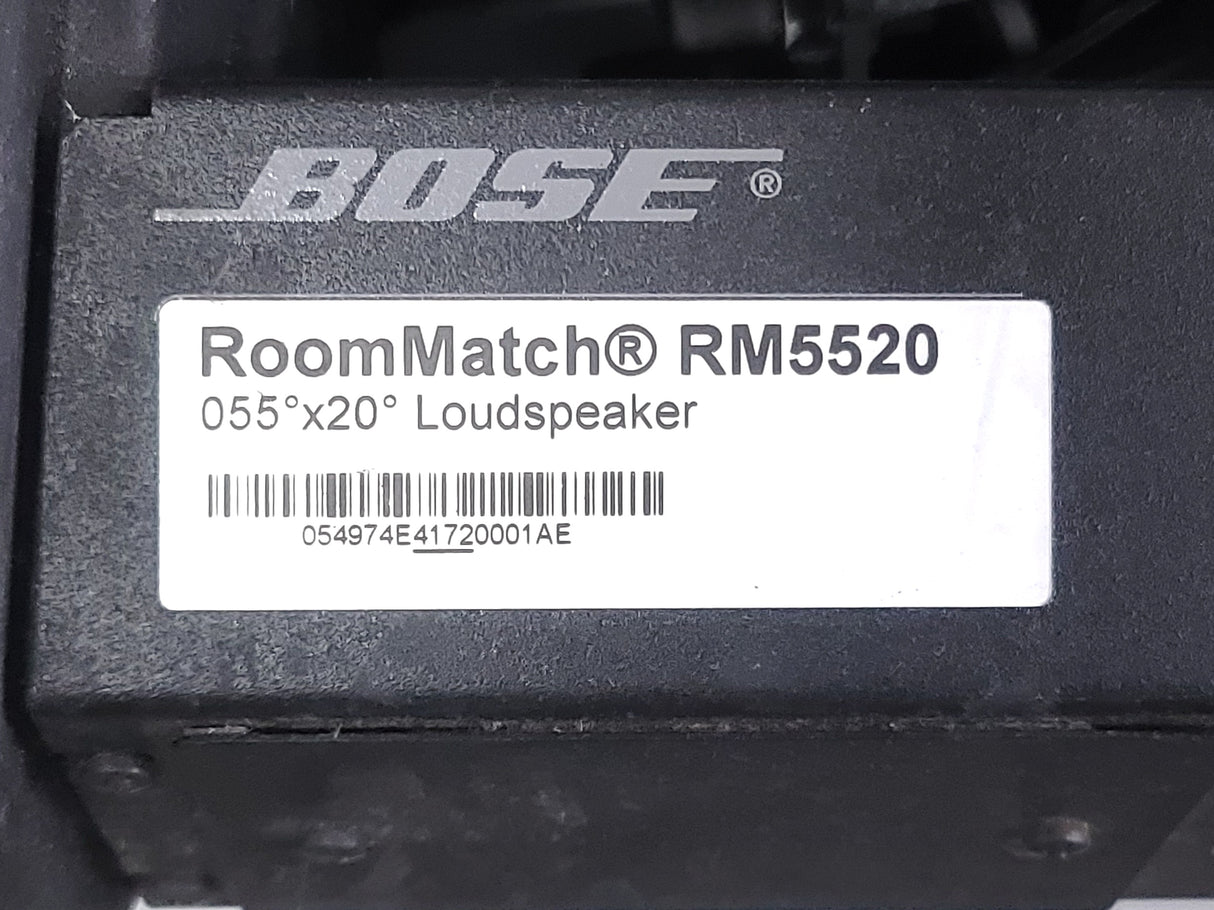 BOSE®
RoomMatch® RM5520
055°x20° Loudspeaker
054974E41720001AE